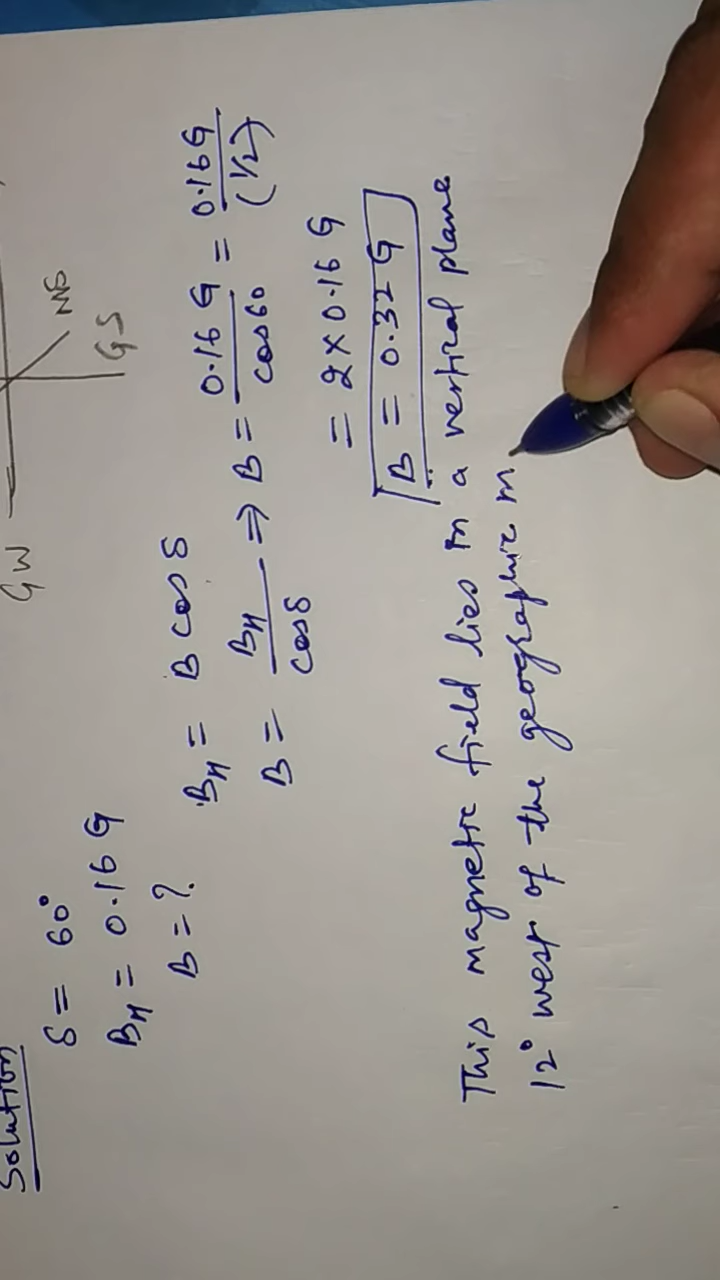 GW
MS
GS
Solution
δ = 60°
B_H = 0.16 G
B = ?
B_H = B cos δ
B = B_H / cos δ ⇒ B = 0.16 G / cos 60 = 0.16 G / (1/2)
= 2 × 0.16 G
B = 0.32 G
This magnetic field lies in a vertical plane
12° west of the geographic m